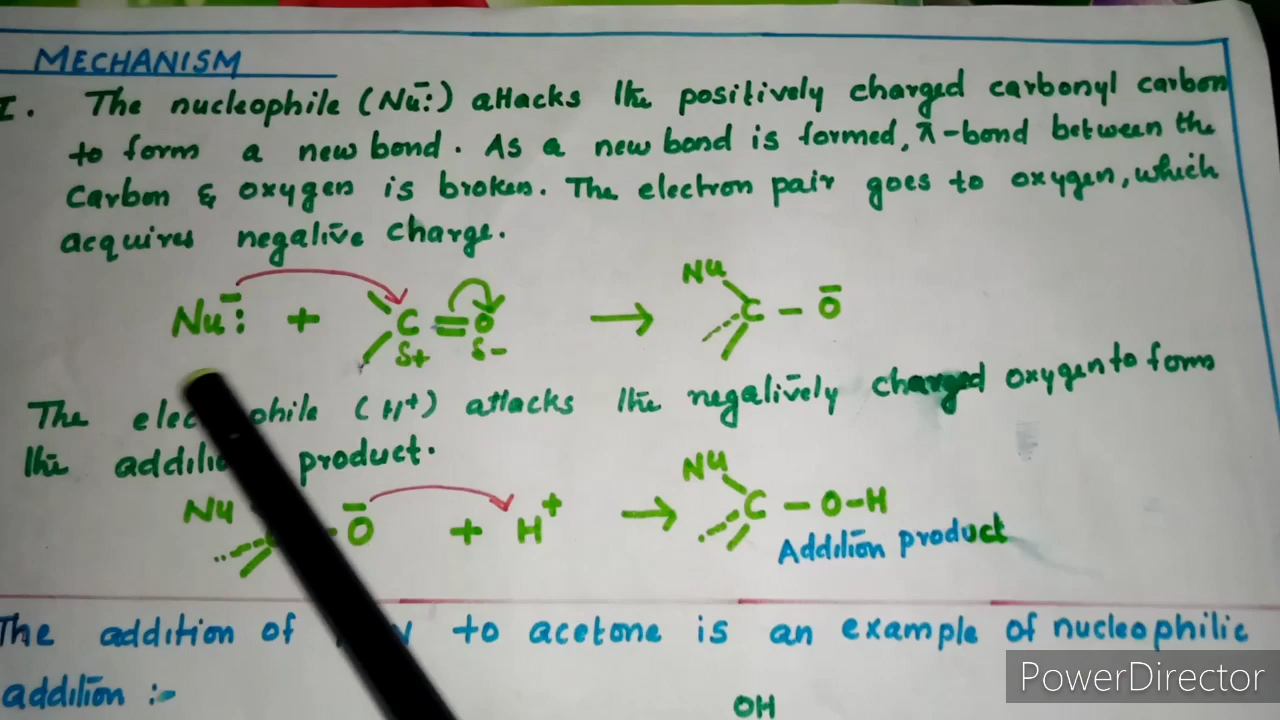 MECHANISM
I. The nucleophile (Nu:⁻) attacks the positively charged carbonyl carbon
to form a new bond. As a new bond is formed, π-bond between the
Carbon & oxygen is broken. The electron pair goes to oxygen, which
acquires negative charge.
Nu:⁻ + C = O → Nu C - O⁻
δ+ δ-
The attacks the negatively charged oxygen to form
(H⁺)
the product.
Nu O⁻ + H⁺ → Nu C - O-H
Addition product
The addition of to acetone is an example of nucleophilic
addition :-
OH
PowerDirector